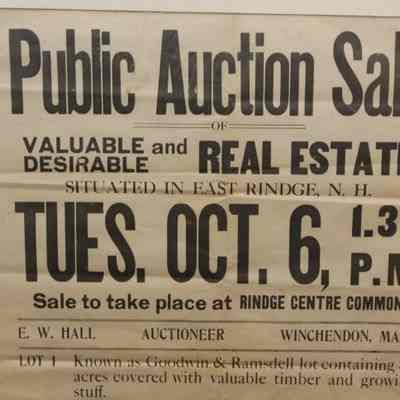 Public Auction Sal
OF
VALUABLE and
DESIRABLE REAL ESTATE
SITUATED IN EAST RINDGE, N. H.
TUES. OCT. 6, 1.3
P. M
Sale to take place at RINDGE CENTRE COMMON
E. W. HALL AUCTIONEER WINCHENDON, MA
LOT 1 Known as Goodwin & Ramsdell lot containing
acres covered with valuable timber and growi
stuff.